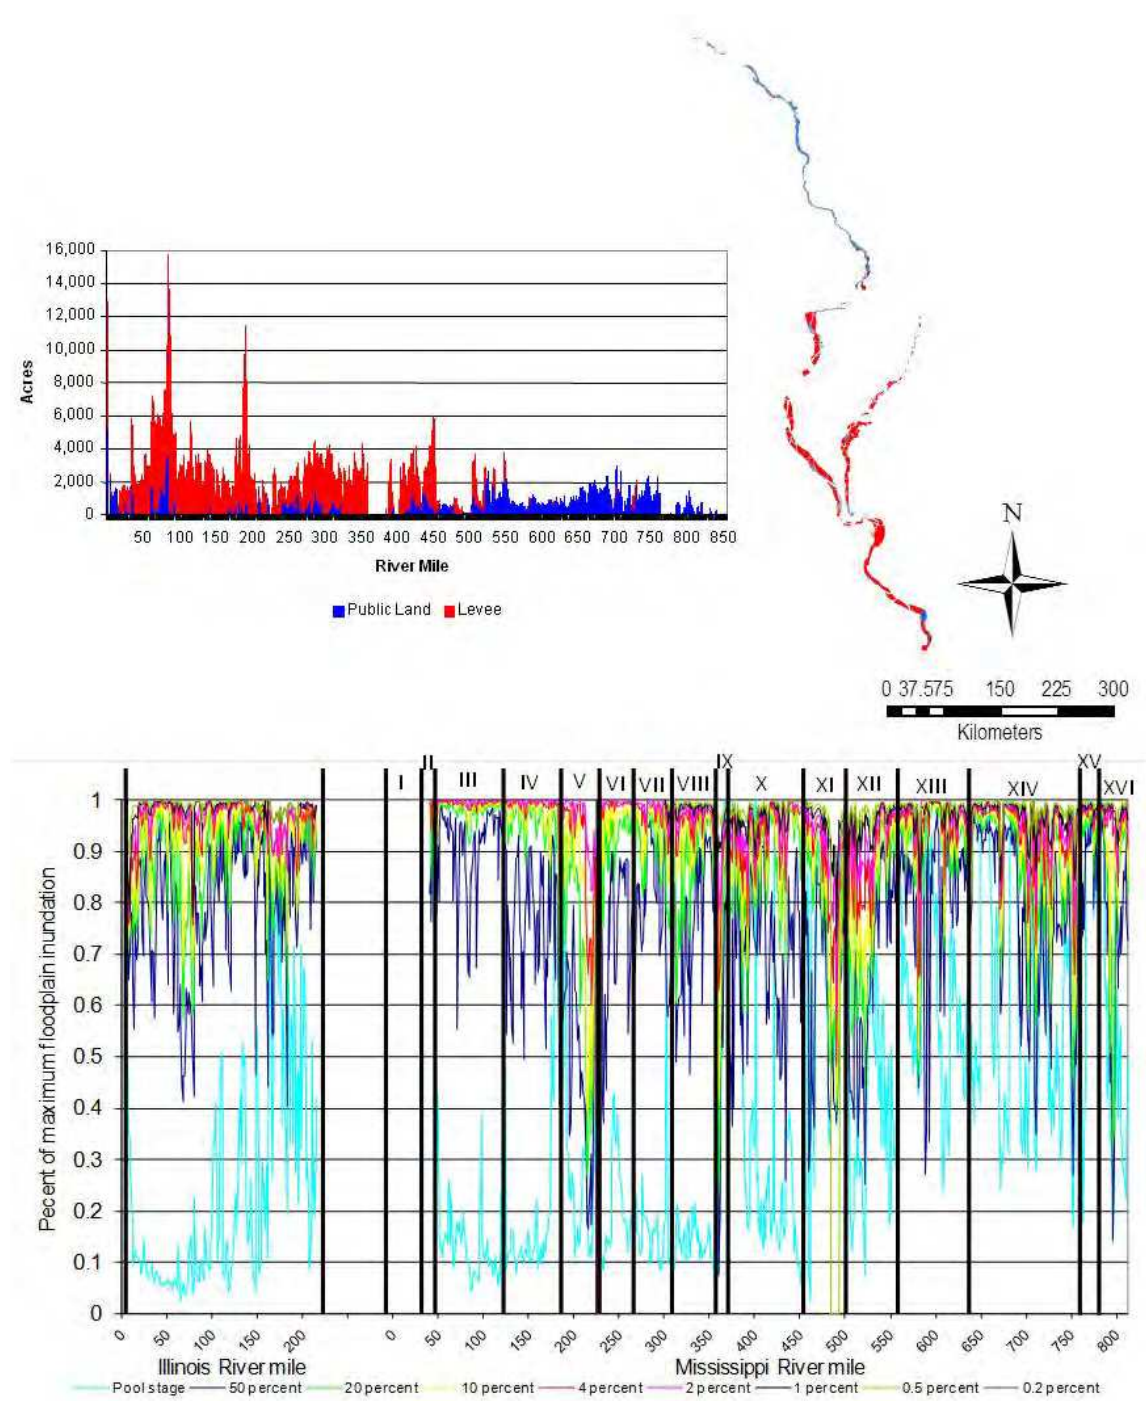 16,000
14,000
12,000
10,000
8,000
6,000
4,000
2,000
0
Acres
50 100 150 200 250 300 350 400 450 500 550 600 650 700 750 800 850
River Mile
Public Land Levee
N
0 37.575 150 225 300
Kilometers
II IX XV
I III IV V VI VII VIII X XI XII XIII XIV XVI
1
0.9
0.8
0.7
0.6
0.5
0.4
0.3
0.2
0.1
0
Pecent of maximum floodplain inundation
0 50 100 150 200 0 50 100 150 200 250 300 350 400 450 500 550 600 650 700 750 800
Illinois River mile Mississippi River mile
Pool stage 50 percent 20 percent 10 percent 4 percent 2 percent 1 percent 0.5 percent 0.2 percent